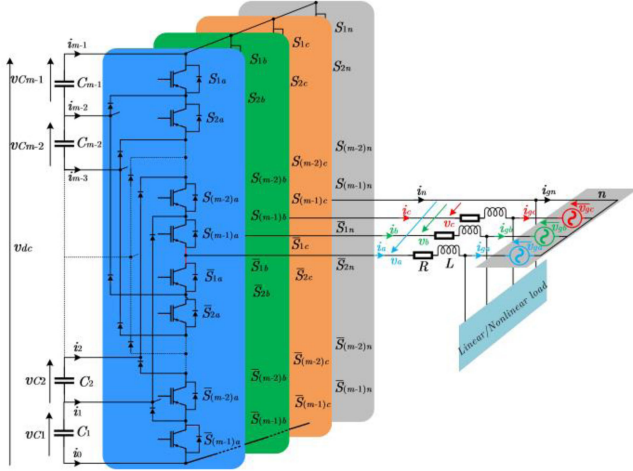 i_{m-1}
S_{1n}
S_{1c}
S_{1b}
S_{2n}
v_{Cm-1}
C_{m-1}
S_{1a}
S_{2c}
S_{2b}
i_{m-2}
S_{2a}
v_{Cm-2}
C_{m-2}
S_{(m-2)n}
S_{(m-2)c}
i_{m-3}
S_{(m-2)b}
S_{(m-1)n}
i_n
i_{gn}
n
S_{(m-2)a}
S_{(m-1)c}
S_{(m-1)b}
i_c
v_c
i_{gc}
v_{gc}
S_{(m-1)a}
S̅_{1n}
S̅_{1c}
i_b
v_b
i_{gb}
v_{gb}
v_{dc}
S̅_{1b}
S̅_{2n}
i_a
v_a
i_{ga}
v_{ga}
S̅_{1a}
S̅_{2c}
R
L
S̅_{2b}
S̅_{2a}
Linear/Nonlinear load
S̅_{(m-2)n}
i_2
S̅_{(m-2)c}
S̅_{(m-2)b}
v_{C2}
C_2
S̅_{(m-1)n}
S̅_{(m-2)a}
S̅_{(m-1)c}
i_1
S̅_{(m-1)b}
v_{C1}
C_1
S̅_{(m-1)a}
i_0